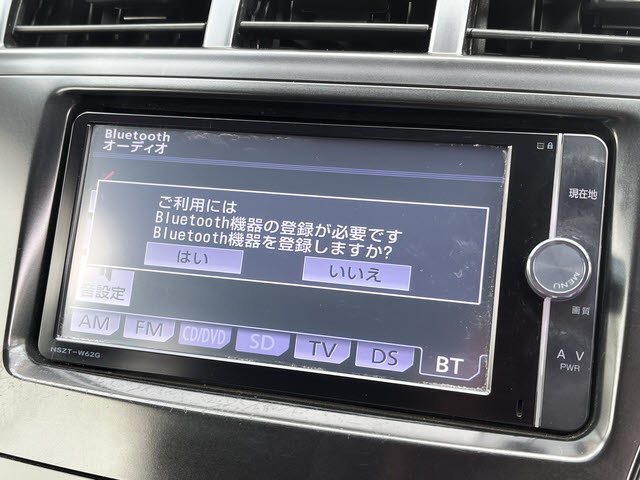 Bluetooth
オーディオ
ご利用には
Bluetooth機器の登録が必要です
Bluetooth機器を登録しますか?
はい
いいえ
音設定
AM
FM
CD/DVD
SD
TV
DS
BT
NSZT-W62G
現在地
MENU
画質
AV
PWR